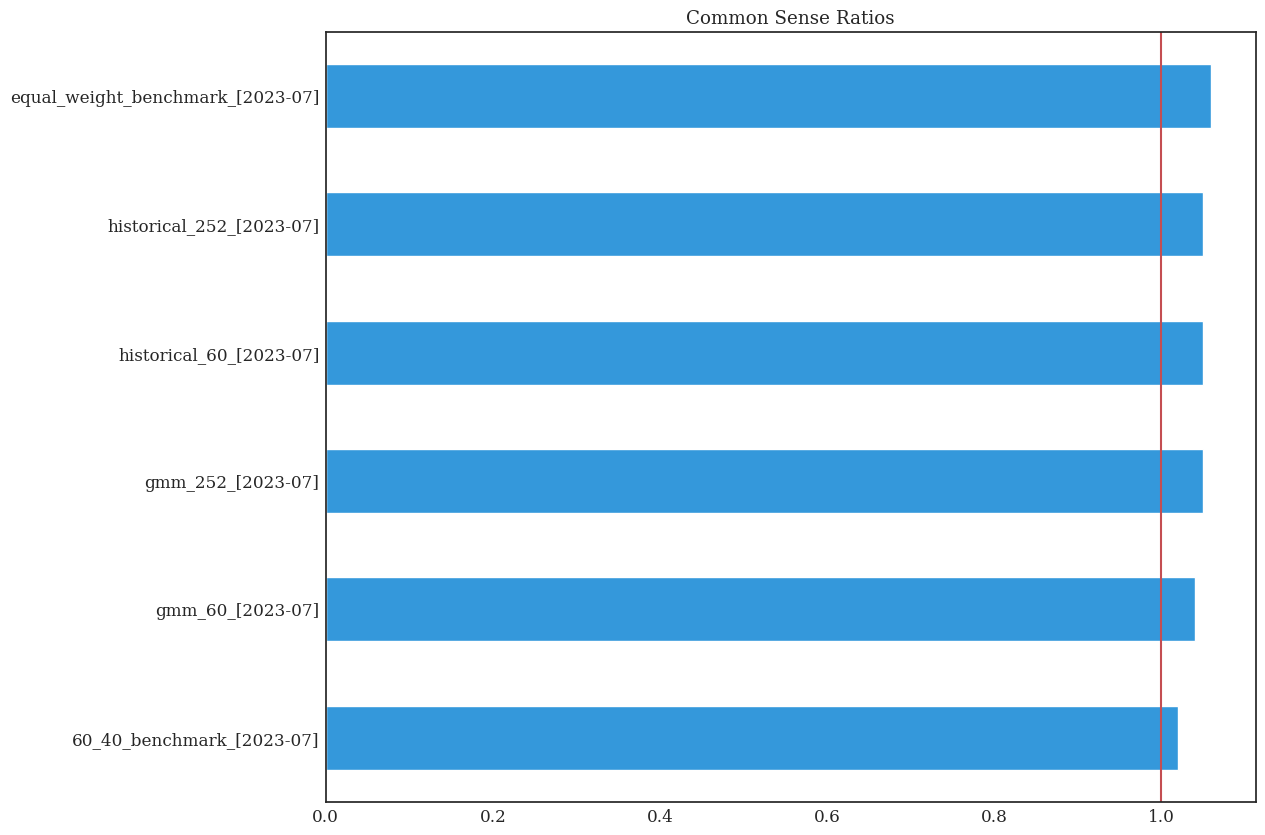 Common Sense Ratios
equal_weight_benchmark_[2023-07]
historical_252_[2023-07]
historical_60_[2023-07]
gmm_252_[2023-07]
gmm_60_[2023-07]
60_40_benchmark_[2023-07]
0.0 0.2 0.4 0.6 0.8 1.0